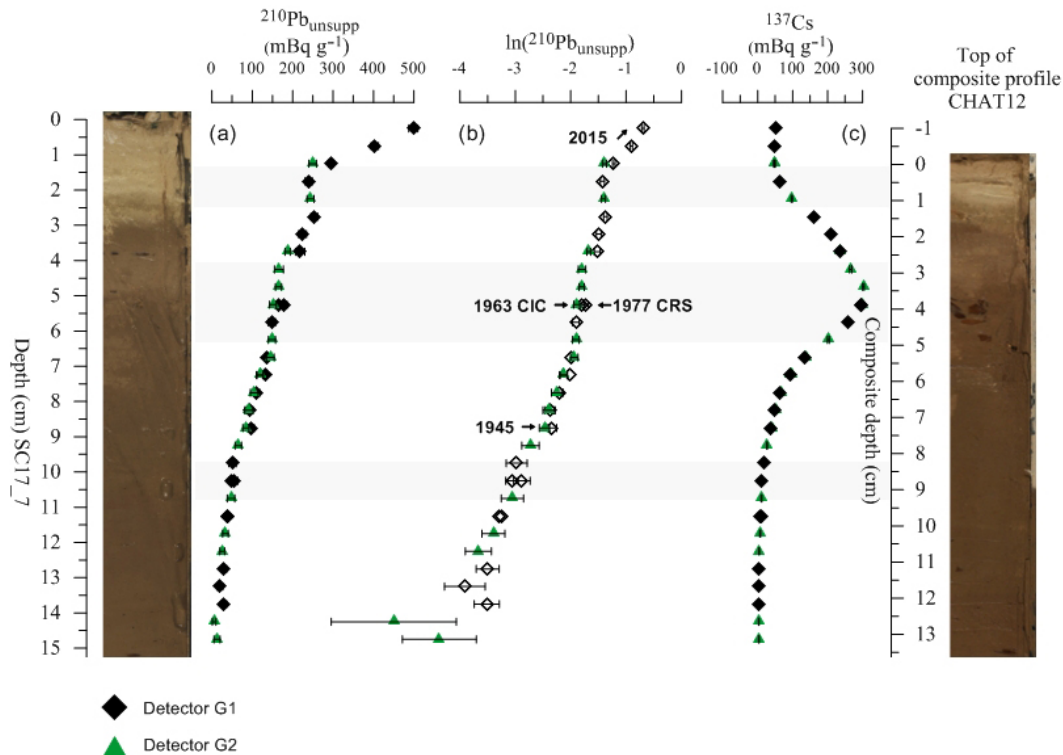 210Pbunsupp
(mBq g−1)
0 100 200 300 400 500
ln(210Pbunsupp)
-4 -3 -2 -1 0
137Cs
(mBq g−1)
-100 0 100 200 300
Top of
composite profile
CHAT12
(a)
(b)
(c)
2015
1963 CIC
1977 CRS
1945
Depth (cm) SC17_7
0
1
2
3
4
5
6
7
8
9
10
11
12
13
14
15
Composite depth (cm)
-1
0
1
2
3
4
5
6
7
8
9
10
11
12
13
Detector G1
Detector G2